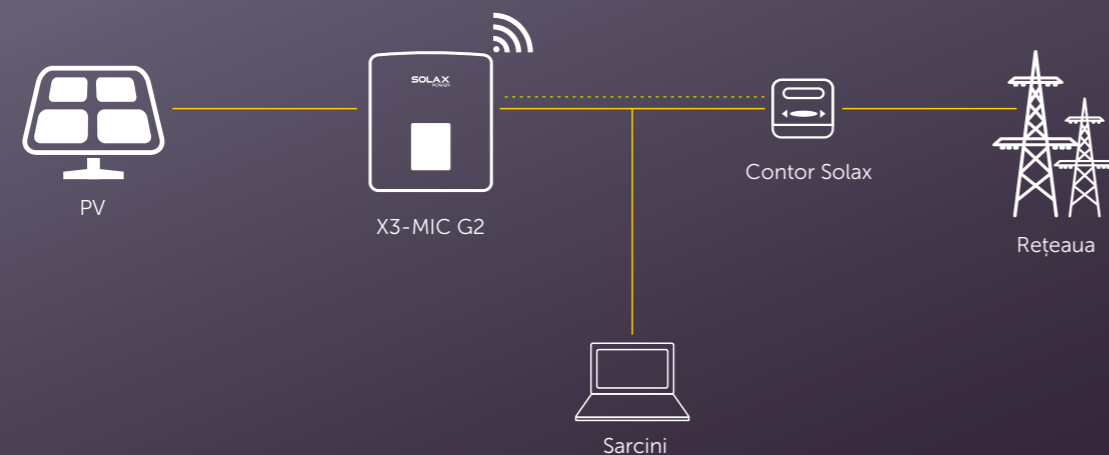 SOLAX
POWER
PV
X3-MIC G2
Contor Solax
Rețeaua
Sarcini